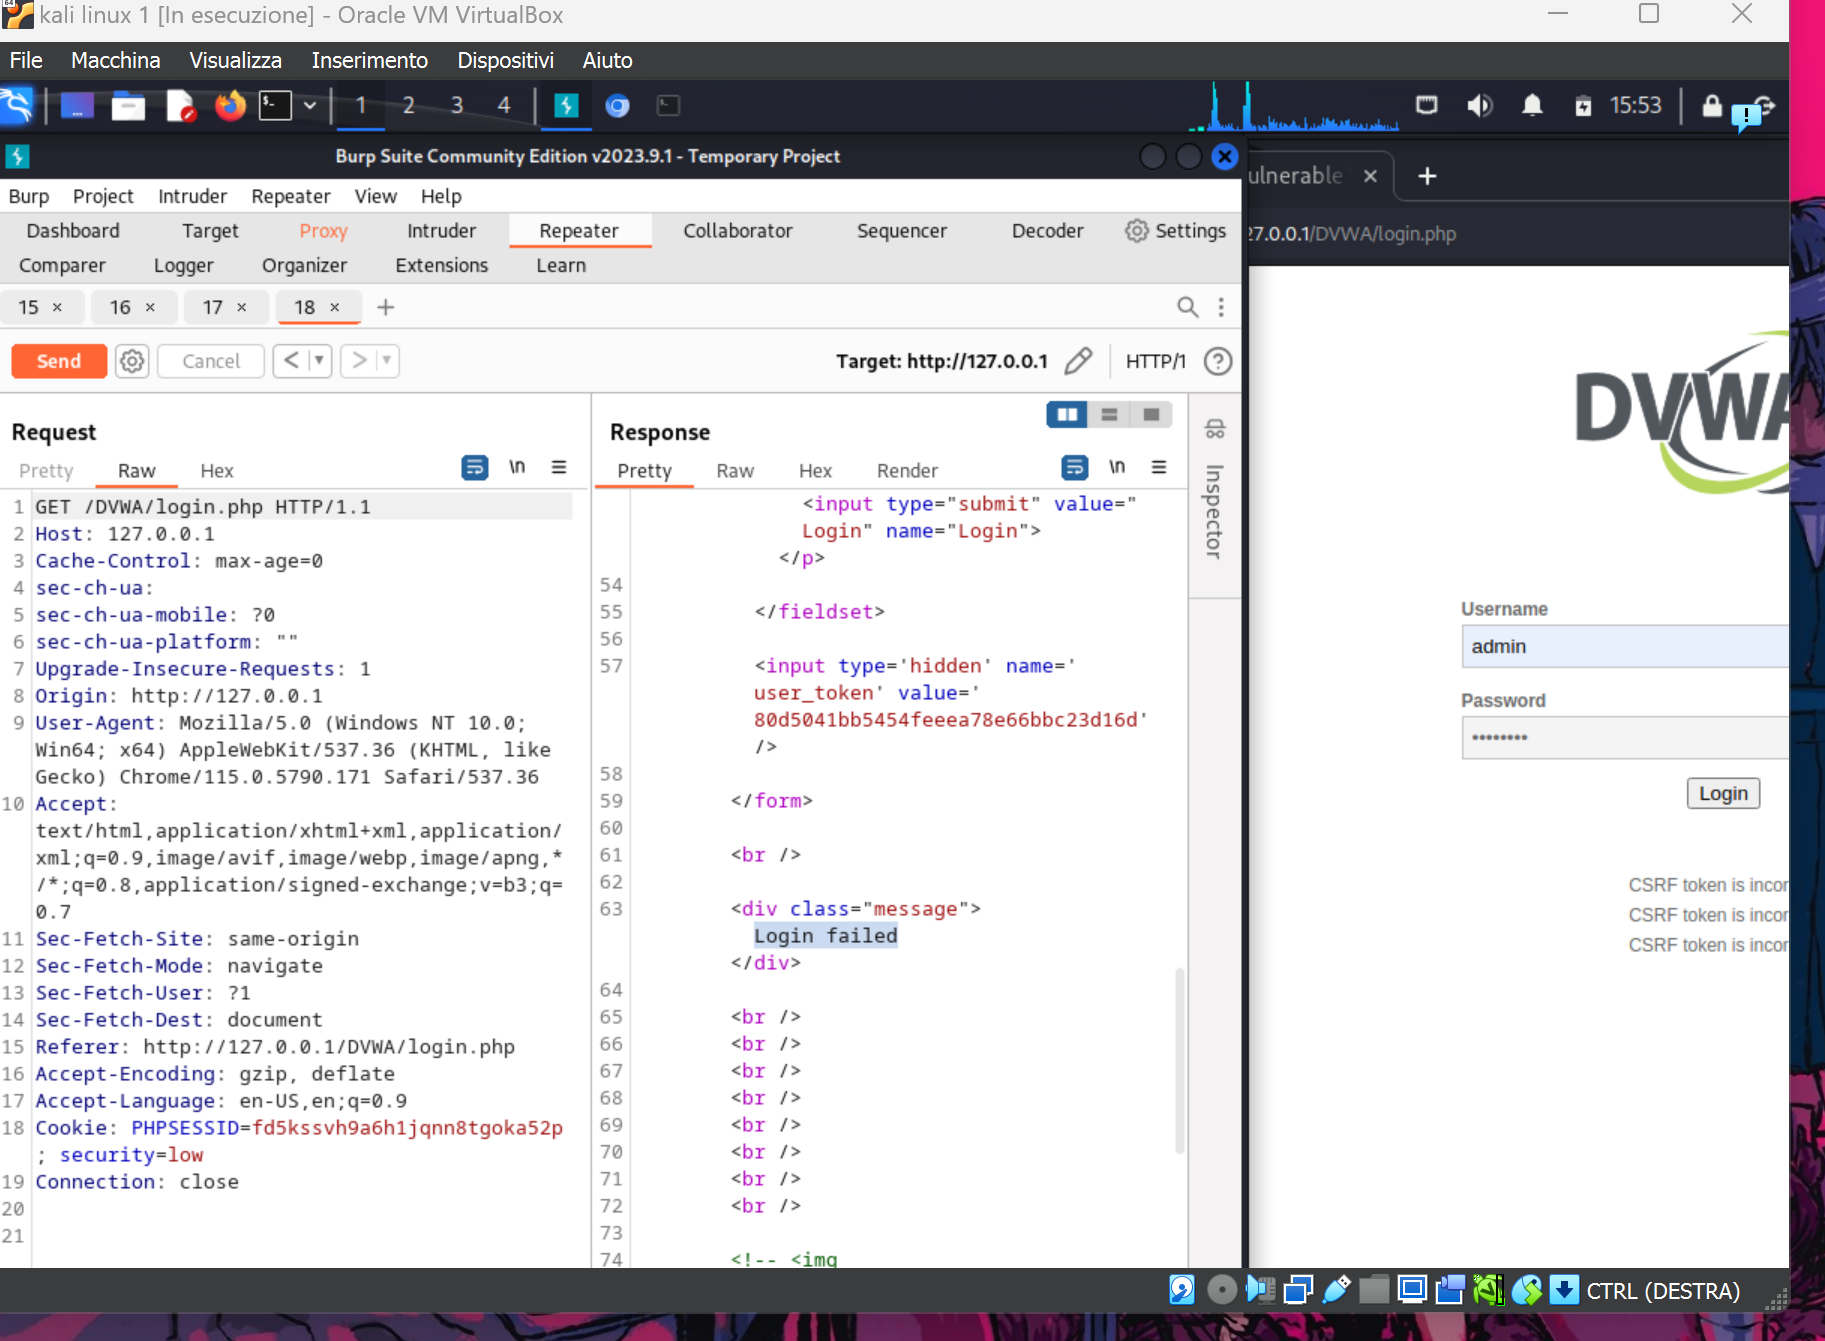 kali linux 1 [In esecuzione] - Oracle VM VirtualBox
File Macchina Visualizza Inserimento Dispositivi Aiuto
1 2 3 4 15:53
Burp Suite Community Edition v2023.9.1 - Temporary Project
Burp Project Intruder Repeater View Help
Dashboard Target Proxy Intruder Repeater Collaborator Sequencer Decoder Settings
Comparer Logger Organizer Extensions Learn
15 × 16 × 17 × 18 × +
Send Cancel < > Target: http://127.0.0.1 HTTP/1 ?
Request
Pretty Raw Hex \n
1 GET /DVWA/login.php HTTP/1.1
2 Host: 127.0.0.1
3 Cache-Control: max-age=0
4 sec-ch-ua:
5 sec-ch-ua-mobile: ?0
6 sec-ch-ua-platform: ""
7 Upgrade-Insecure-Requests: 1
8 Origin: http://127.0.0.1
9 User-Agent: Mozilla/5.0 (Windows NT 10.0;
Win64; x64) AppleWebKit/537.36 (KHTML, like
Gecko) Chrome/115.0.5790.171 Safari/537.36
10 Accept:
text/html,application/xhtml+xml,application/
xml;q=0.9,image/avif,image/webp,image/apng,*
/*;q=0.8,application/signed-exchange;v=b3;q=
0.7
11 Sec-Fetch-Site: same-origin
12 Sec-Fetch-Mode: navigate
13 Sec-Fetch-User: ?1
14 Sec-Fetch-Dest: document
15 Referer: http://127.0.0.1/DVWA/login.php
16 Accept-Encoding: gzip, deflate
17 Accept-Language: en-US,en;q=0.9
18 Cookie: PHPSESSID=fd5kssvh9a6h1jqnn8tgoka52p
; security=low
19 Connection: close
20
21
Response
Pretty Raw Hex Render \n
<input type="submit" value="
Login" name="Login">
</p>
54
55 </fieldset>
56
57 <input type='hidden' name='
user_token' value='
80d5041bb5454feeea78e66bbc23d16d'
/>
58
59 </form>
60
61 <br />
62
63 <div class="message">
Login failed
</div>
64
65 <br />
66 <br />
67 <br />
68 <br />
69 <br />
70 <br />
71 <br />
72 <br />
73
74 <!-- <img
Inspector
ulnerable × +
27.0.0.1/DVWA/login.php
DVWA
Username
admin
Password
••••••••
Login
CSRF token is incor
CSRF token is incor
CSRF token is incor
CTRL (DESTRA)